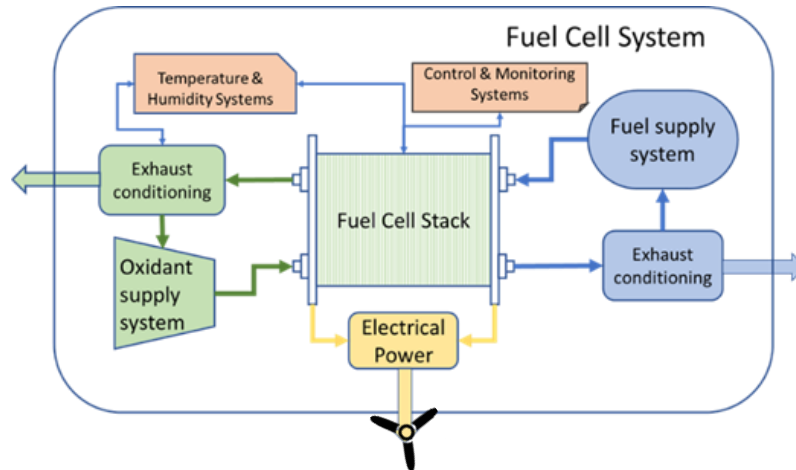 Fuel Cell System
Temperature &
Humidity Systems
Control & Monitoring
Systems
Fuel supply
system
Exhaust
conditioning
Fuel Cell Stack
Oxidant
supply
system
Exhaust
conditioning
Electrical
Power